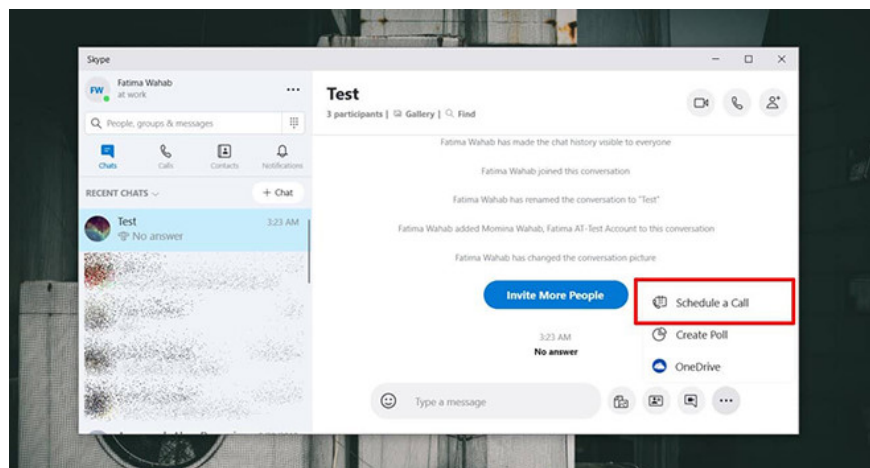 Skype
FW
Fatima Wahab
at work
People, groups & messages
Chats
Calls
Contacts
Notifications
RECENT CHATS
+ Chat
Test
3:23 AM
No answer
Test
3 participants | Gallery | Find
Fatima Wahab has made the chat history visible to everyone
Fatima Wahab joined this conversation
Fatima Wahab has renamed the conversation to "Test"
Fatima Wahab added Momina Wahab, Fatima AT-Test Account to this conversation
Fatima Wahab has changed the conversation picture
Invite More People
Schedule a Call
3:23 AM
Create Poll
No answer
OneDrive
Type a message